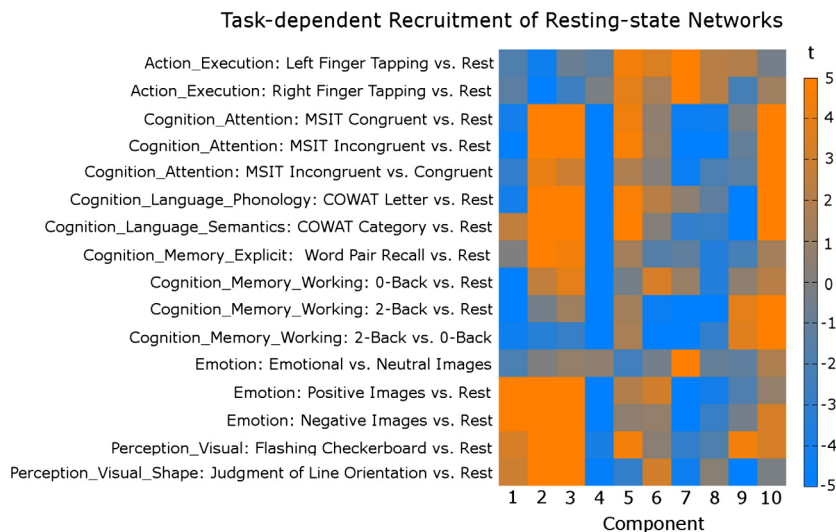 Task-dependent Recruitment of Resting-state Networks
t
Action_Execution: Left Finger Tapping vs. Rest
Action_Execution: Right Finger Tapping vs. Rest
Cognition_Attention: MSIT Congruent vs. Rest
Cognition_Attention: MSIT Incongruent vs. Rest
Cognition_Attention: MSIT Incongruent vs. Congruent
Cognition_Language_Phonology: COWAT Letter vs. Rest
Cognition_Language_Semantics: COWAT Category vs. Rest
Cognition_Memory_Explicit: Word Pair Recall vs. Rest
Cognition_Memory_Working: 0-Back vs. Rest
Cognition_Memory_Working: 2-Back vs. Rest
Cognition_Memory_Working: 2-Back vs. 0-Back
Emotion: Emotional vs. Neutral Images
Emotion: Positive Images vs. Rest
Emotion: Negative Images vs. Rest
Perception_Visual: Flashing Checkerboard vs. Rest
Perception_Visual_Shape: Judgment of Line Orientation vs. Rest
5
4
3
2
1
0
-1
-2
-3
-4
-5
1 2 3 4 5 6 7 8 9 10
Component